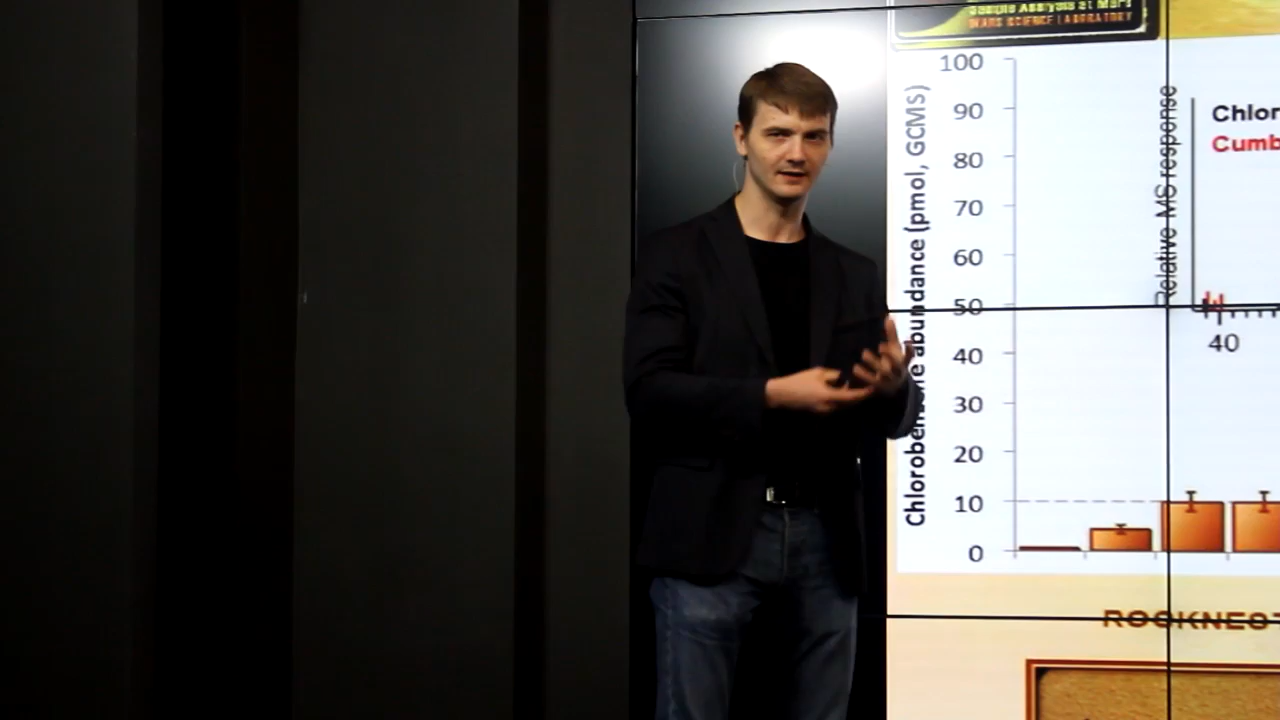 Sample Analysis at Mars
MARS SCIENCE LABORATORY
Chlorobenzene abundance (pmol, GCMS)
100
90
80
70
60
50
40
30
20
10
0
Relative MS response
Chlor
Cumb
40
ROCKNEST